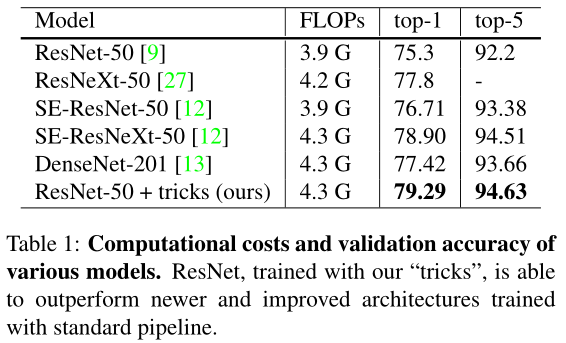 Model FLOPs top-1 top-5
ResNet-50 [9] 3.9 G 75.3 92.2
ResNeXt-50 [27] 4.2 G 77.8 -
SE-ResNet-50 [12] 3.9 G 76.71 93.38
SE-ResNeXt-50 [12] 4.3 G 78.90 94.51
DenseNet-201 [13] 4.3 G 77.42 93.66
ResNet-50 + tricks (ours) 4.3 G 79.29 94.63
Table 1: Computational costs and validation accuracy of
various models. ResNet, trained with our “tricks”, is able
to outperform newer and improved architectures trained
with standard pipeline.